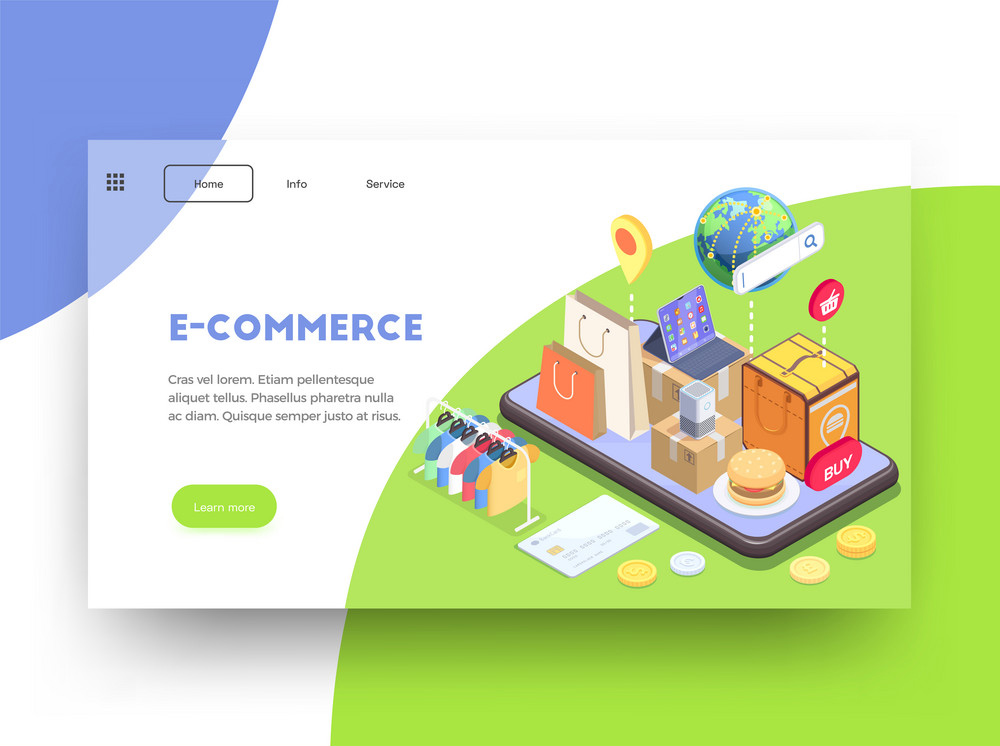 Home
Info
Service
E-COMMERCE
Cras vel lorem. Etiam pellentesque
aliquet tellus. Phasellus pharetra nulla
ac diam. Quisque semper justo at risus.
Learn more
BUY